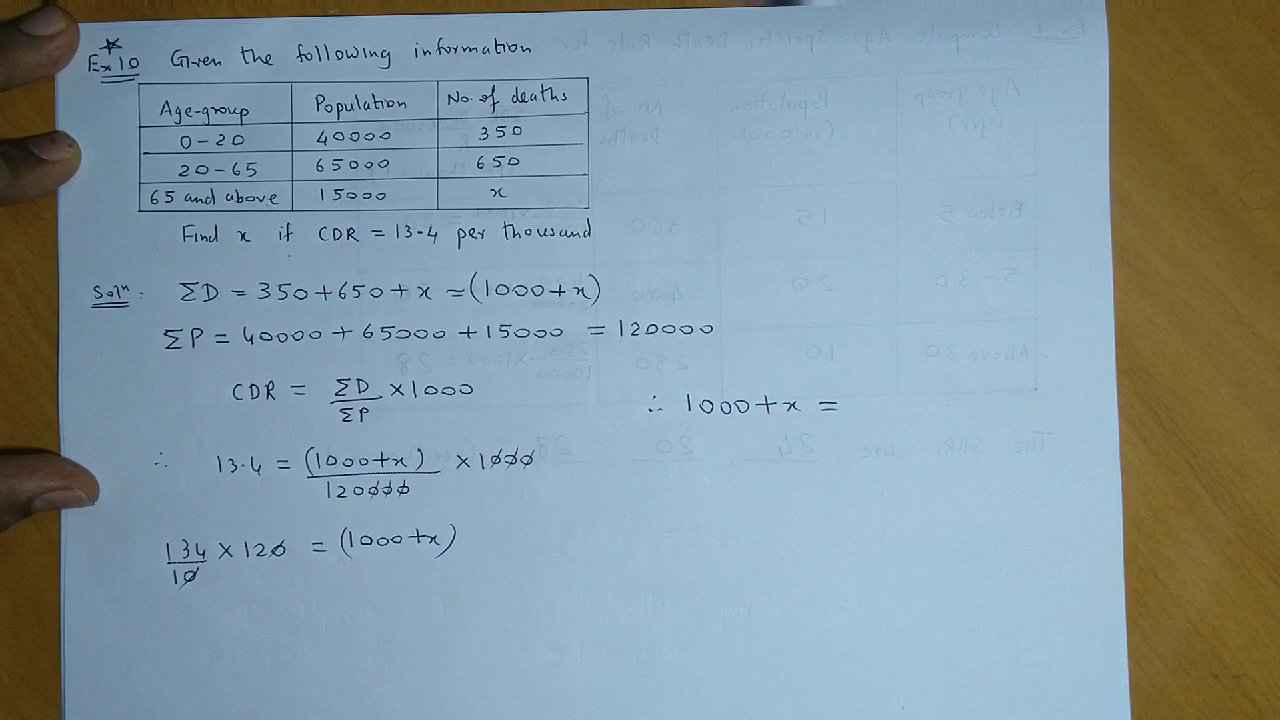 Ex 10 Given the following information
Age-group Population No. of deaths
0-20 40000 350
20-65 65000 650
65 and above 15000 x
Find x if CDR = 13.4 per thousand
Solⁿ: ΣD = 350+650+x = (1000+x)
ΣP = 40000+65000+15000 = 120000
CDR = ΣD/ΣP ×1000
∴ 13.4 = (1000+x)/120000 ×1000
134/10 × 120 = (1000+x)
∴ 1000+x =